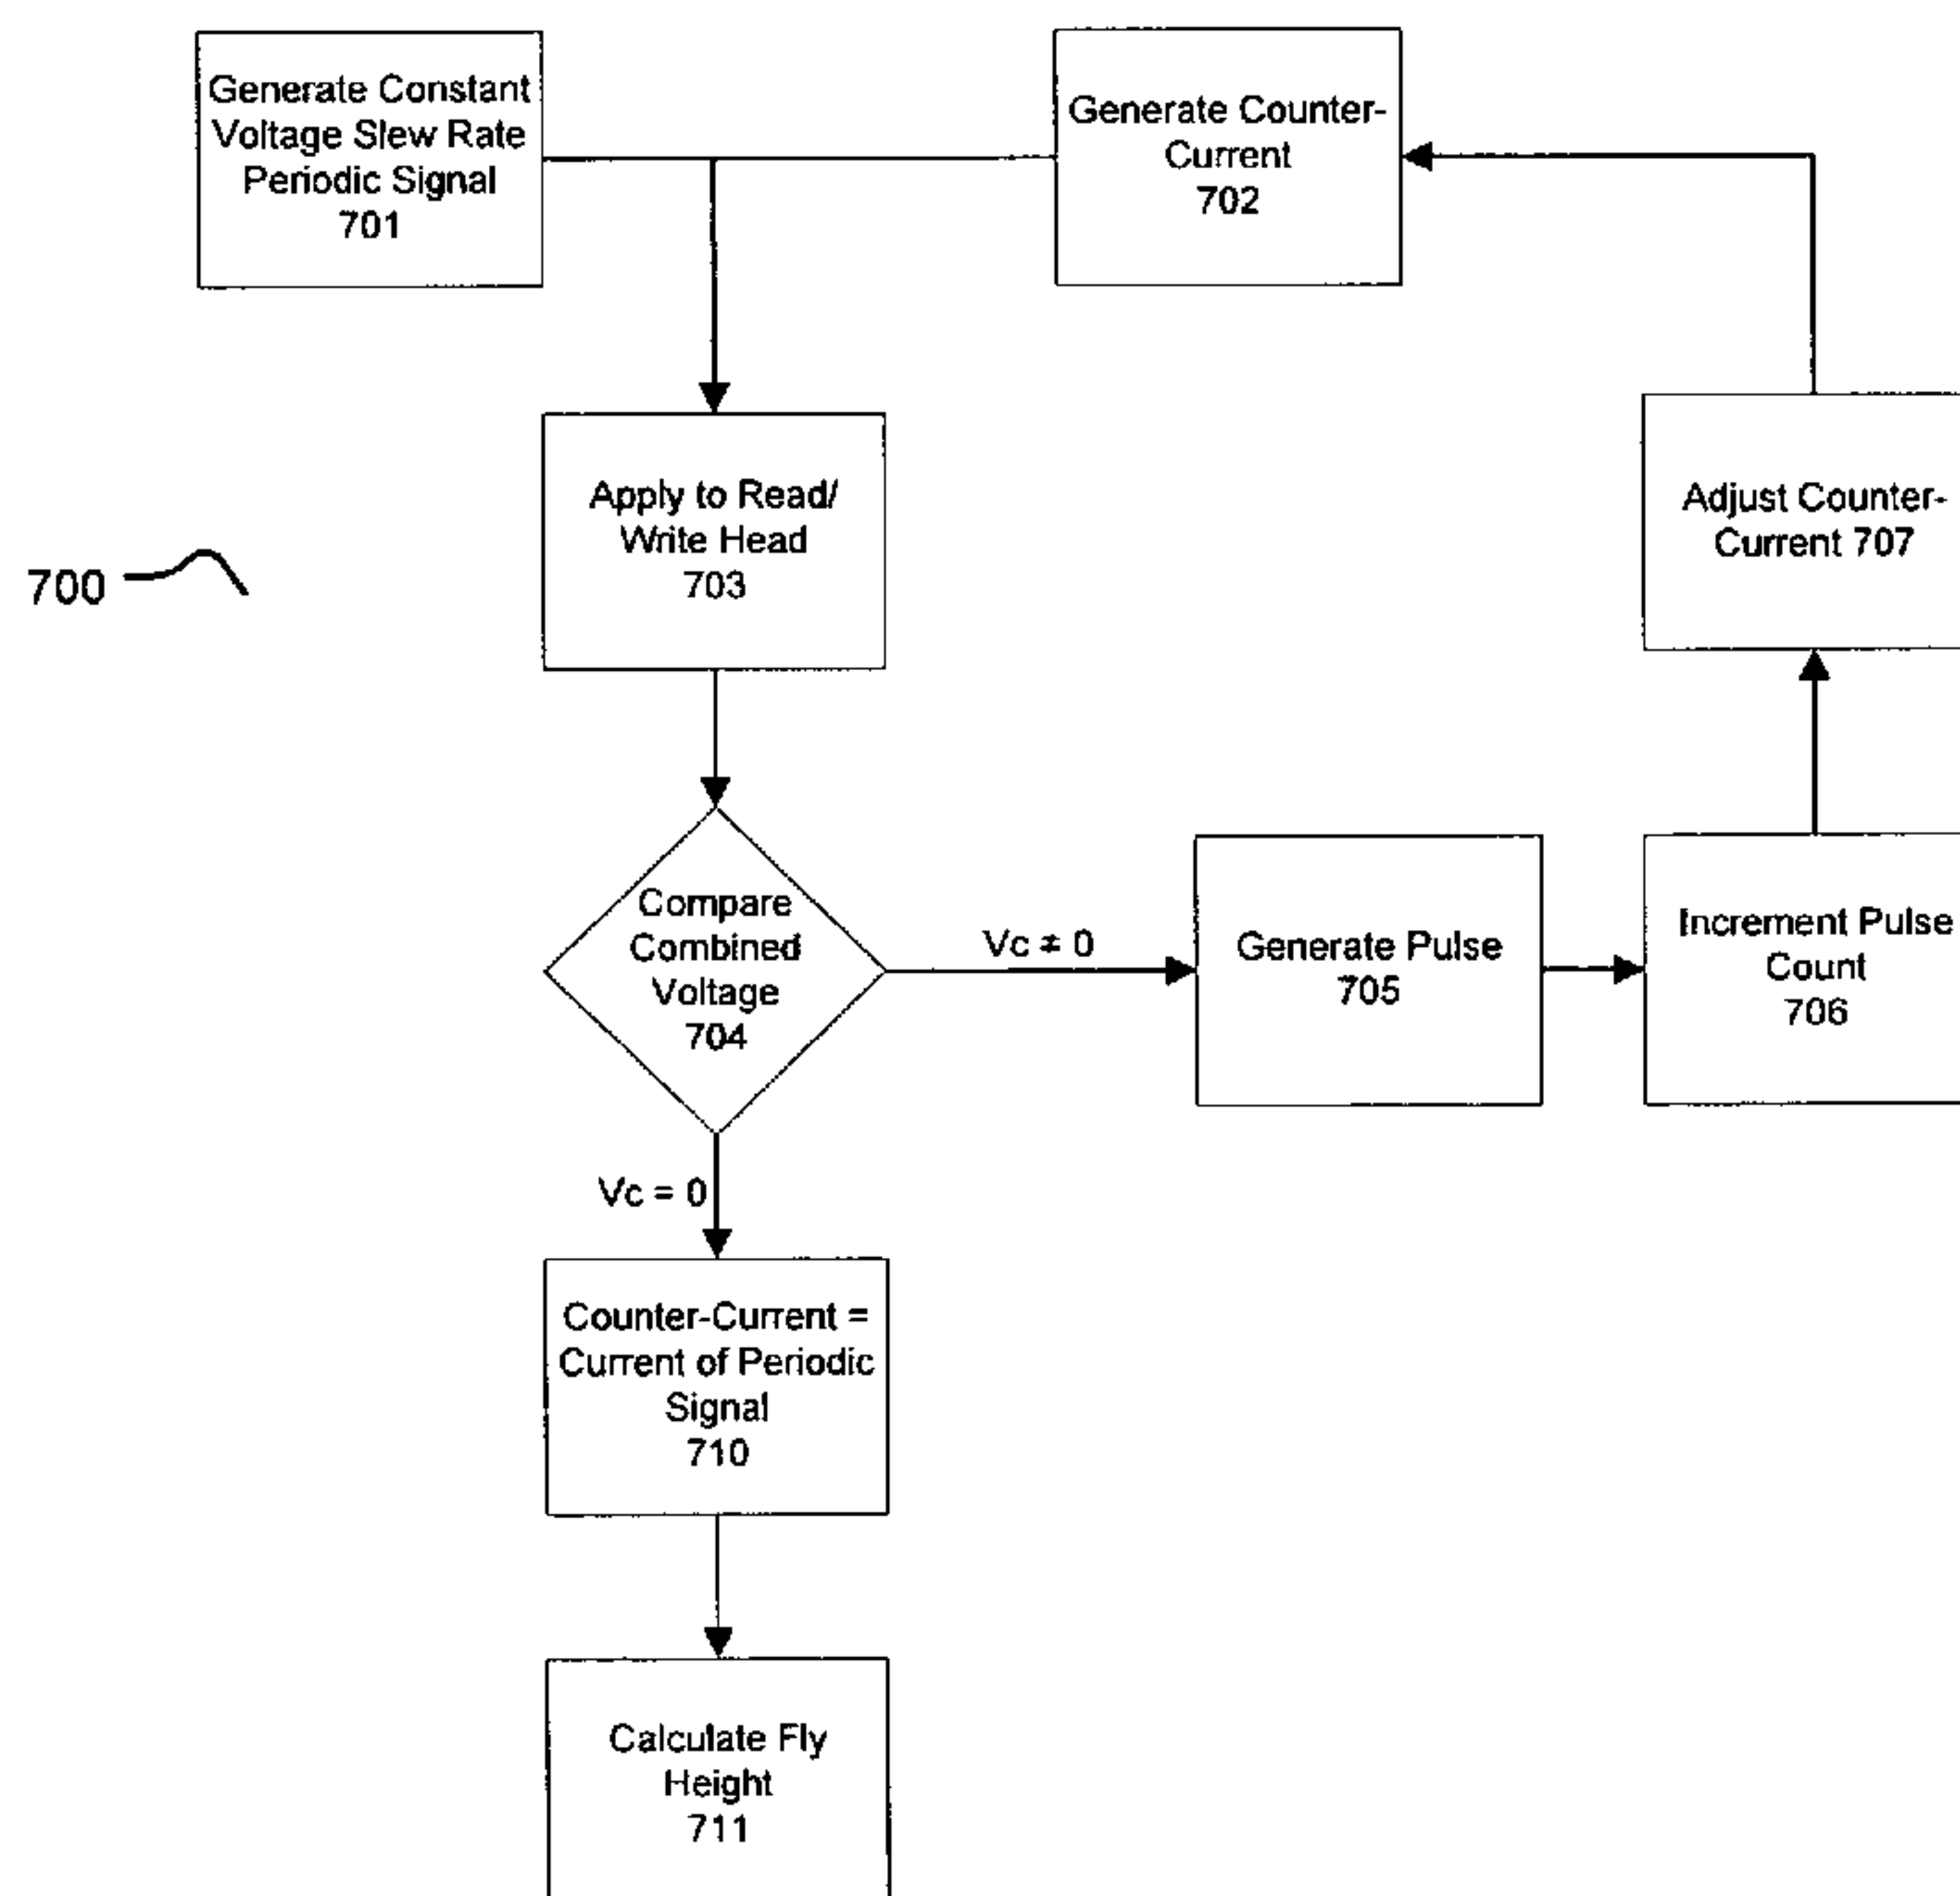 Generate Constant
Voltage Slew Rate
Periodic Signal
701
Generate Counter-
Current
702
Apply to Read/
Write Head
703
Adjust Counter-
Current 707
700
Compare
Combined
Voltage
704
Vc ≠ 0
Generate Pulse
705
Increment Pulse
Count
706
Vc = 0
Counter-Current =
Current of Periodic
Signal
710
Calculate Fly
Height
711